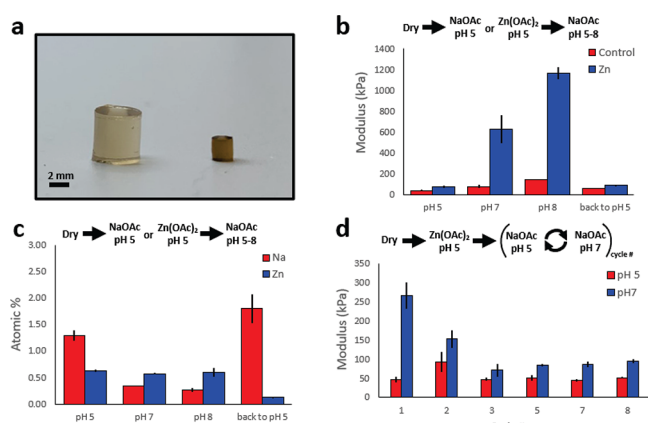 a
2 mm
b
Dry NaOAc pH 5 or Zn(OAc)₂ pH 5 NaOAc pH 5-8
Control
Zn
Modulus (kPa)
1400
1200
1000
800
600
400
200
0
pH 5
pH 7
pH 8
back to pH 5
c
Dry NaOAc pH 5 or Zn(OAc)₂ pH 5 NaOAc pH 5-8
Na
Zn
Atomic %
3.00
2.50
2.00
1.50
1.00
0.50
0.00
pH 5
pH 7
pH 8
back to pH 5
d
Dry Zn(OAc)₂ pH 5 (NaOAc pH 5 NaOAc pH 7) cycle #
pH 5
pH7
Modulus (kPa)
350
300
250
200
150
100
50
0
1
2
3
5
7
8